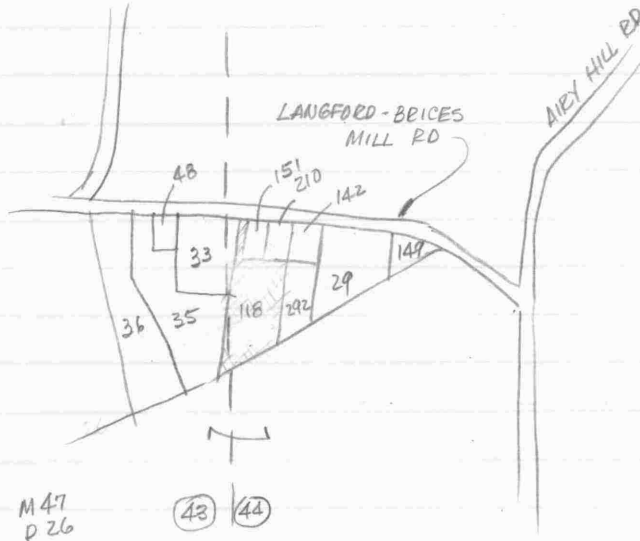 AIRY HILL RD
LANGFORD-BRICES
MILL RD
48
151
210
142
33
149
36
35
118
292
29
M47
P26
43
44